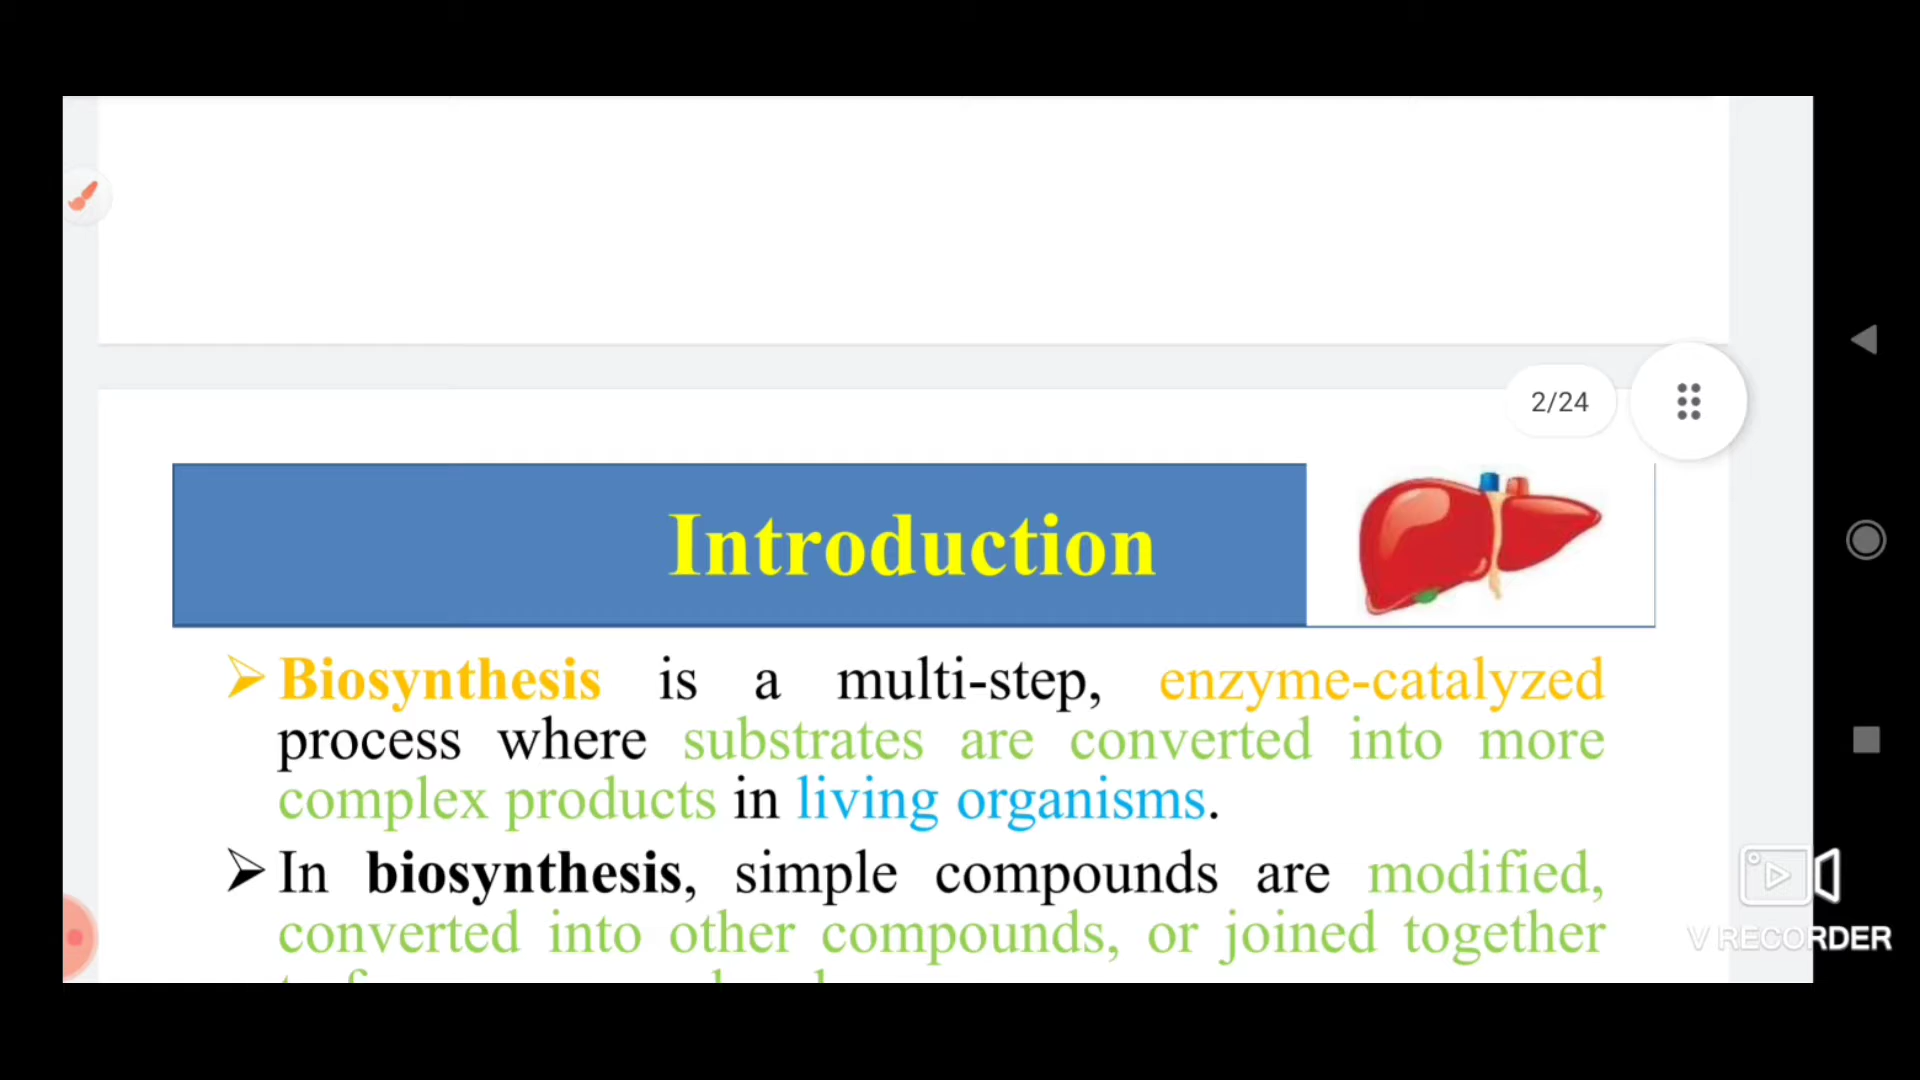 2/24
Introduction
Biosynthesis is a multi-step, enzyme-catalyzed
process where substrates are converted into more
complex products in living organisms.
In biosynthesis, simple compounds are modified,
converted into other compounds, or joined together
V RECORDER